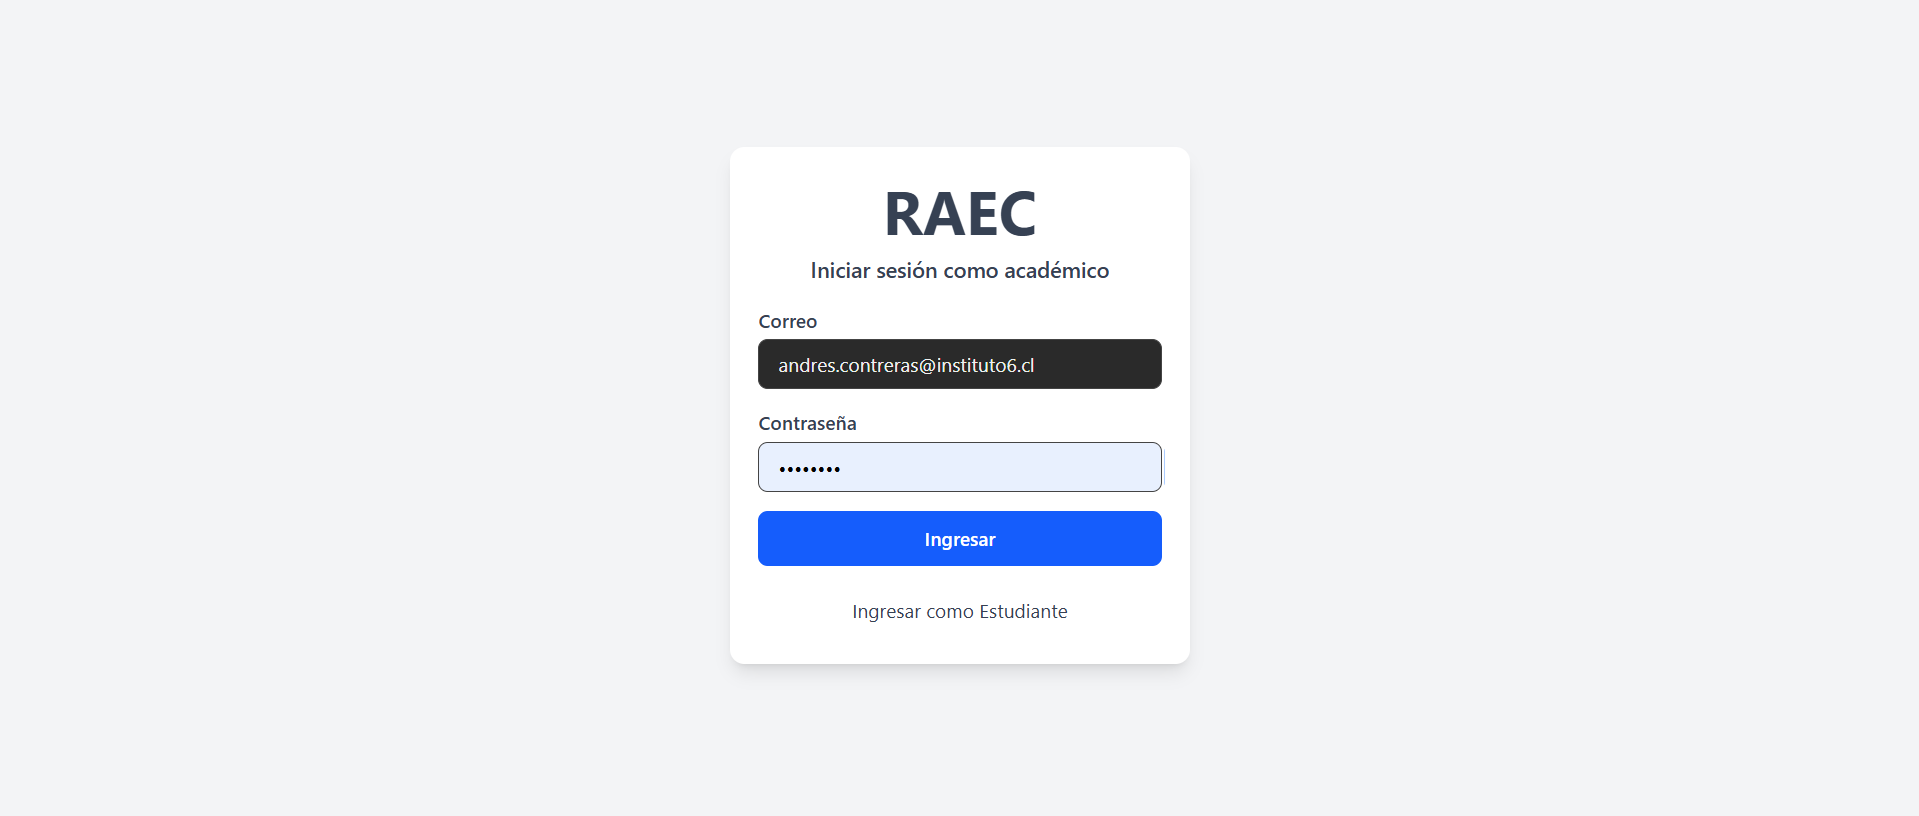 RAEC
Iniciar sesión como académico
Correo
andres.contreras@instituto6.cl
Contraseña
••••••••
Ingresar
Ingresar como Estudiante